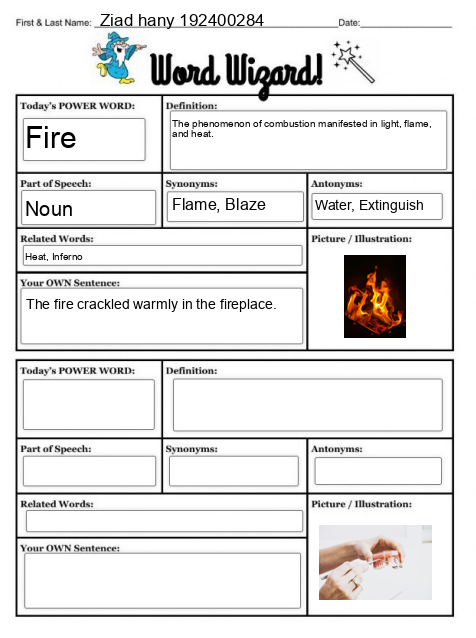 First & Last Name: Ziad hany 192400284 Date:
Word Wizard!
Today's POWER WORD: Definition:
Fire
The phenomenon of combustion manifested in light, flame,
and heat.
Part of Speech: Synonyms: Antonyms:
Noun Flame, Blaze Water, Extinguish
Related Words: Picture / Illustration:
Heat, Inferno
Your OWN Sentence:
The fire crackled warmly in the fireplace.
Today's POWER WORD: Definition:
Part of Speech: Synonyms: Antonyms:
Related Words: Picture / Illustration:
Your OWN Sentence: